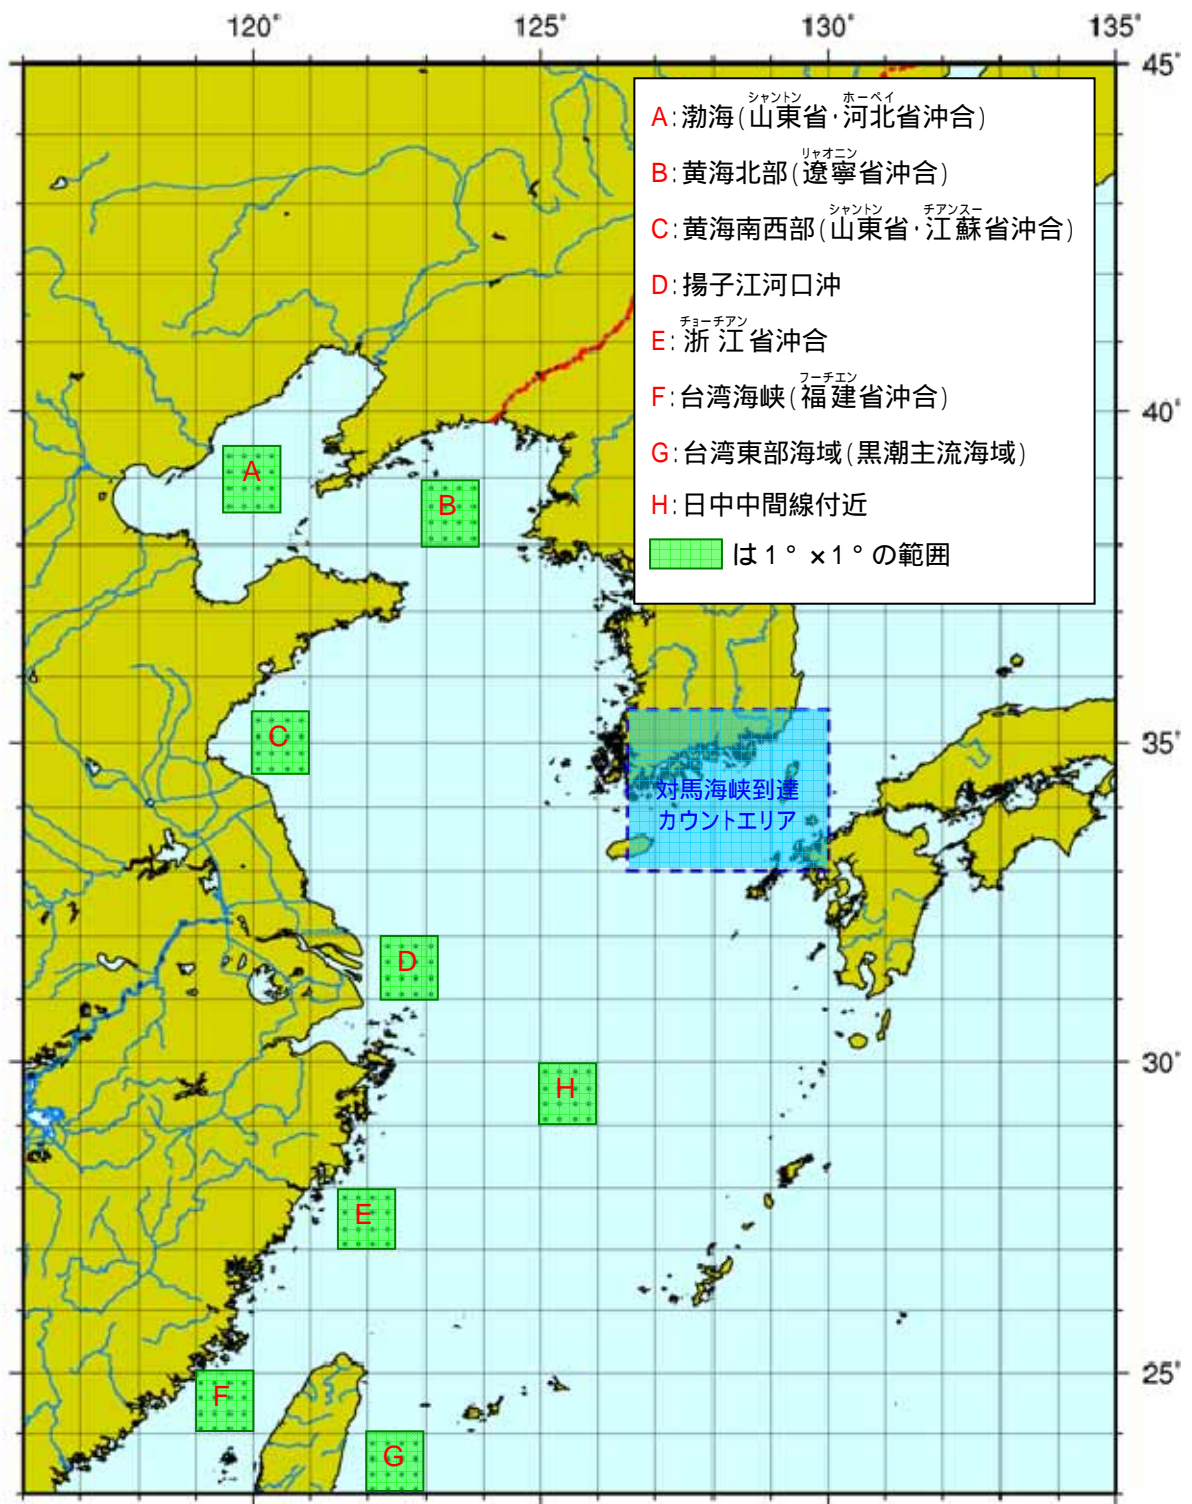 120° 125° 130° 135°
45°
シャントン ホーペイ
A:渤海(山東省・河北省沖合)
リャオニン
B:黄海北部(遼寧省沖合)
シャントン チアンスー
C:黄海南西部(山東省・江蘇省沖合)
D:揚子江河口沖
チョーチアン
E:浙江省沖合
フーチエン
F:台湾海峡(福建省沖合)
G:台湾東部海域(黒潮主流海域)
H:日中中間線付近
は1°×1°の範囲
40°
A
B
C
35°
対馬海峡到達
カウントエリア
D
30°
H
E
25°
F
G